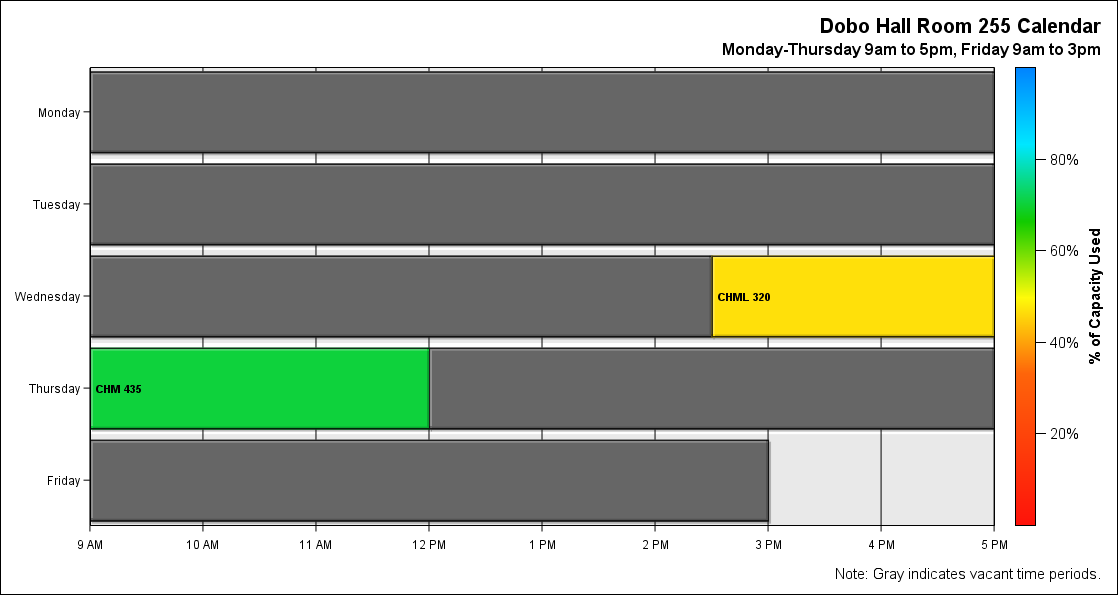 Dobo Hall Room 255 Calendar
Monday-Thursday 9am to 5pm, Friday 9am to 3pm
Monday
Tuesday
Wednesday
CHML 320
Thursday
CHM 435
Friday
9 AM 10 AM 11 AM 12 PM 1 PM 2 PM 3 PM 4 PM 5 PM
80%
60%
40%
20%
% of Capacity Used
Note: Gray indicates vacant time periods.